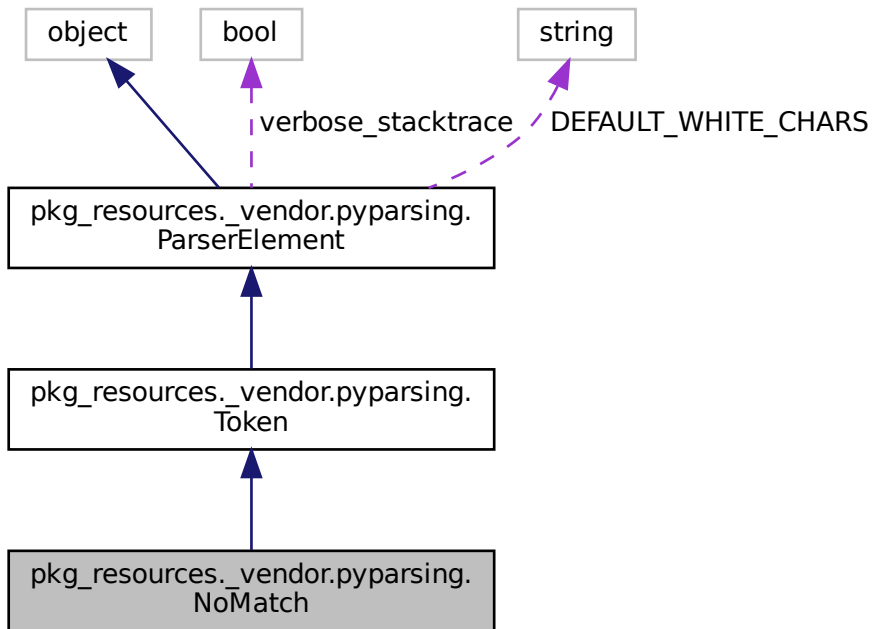 object
bool
string
verbose_stacktrace
DEFAULT_WHITE_CHARS
pkg_resources._vendor.pyparsing.
ParserElement
pkg_resources._vendor.pyparsing.
Token
pkg_resources._vendor.pyparsing.
NoMatch